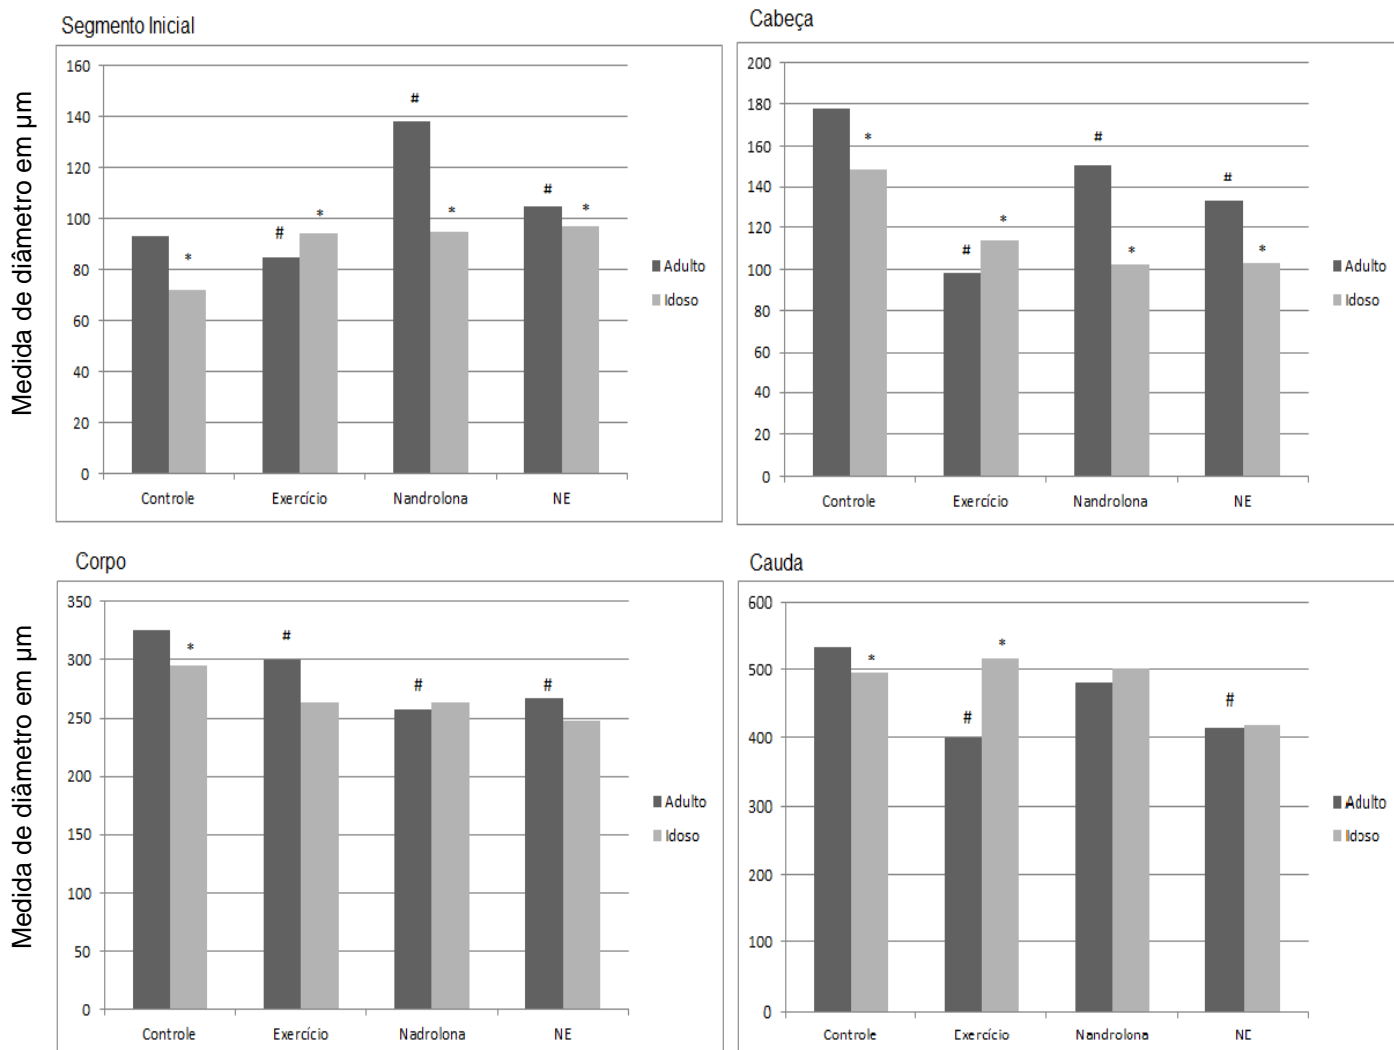 Segmento Inicial
Medida de diâmetro em µm
160
140
120
100
80
60
40
20
0
#
#
#
*
*
*
*
Controle
Exercício
Nandrolona
NE
Adulto
Idoso
Cabeça
200
180
160
140
120
100
80
60
40
20
0
*
#
*
#
*
#
*
Controle
Exercício
Nandrolona
NE
Adulto
Idoso
Corpo
Medida de diâmetro em µm
350
300
250
200
150
100
50
0
*
#
#
#
Controle
Exercício
Nadrolona
NE
Adulto
Idoso
Cauda
600
500
400
300
200
100
0
*
#
*
#
Controle
Exercício
Nandrolona
NE
Adulto
Idoso